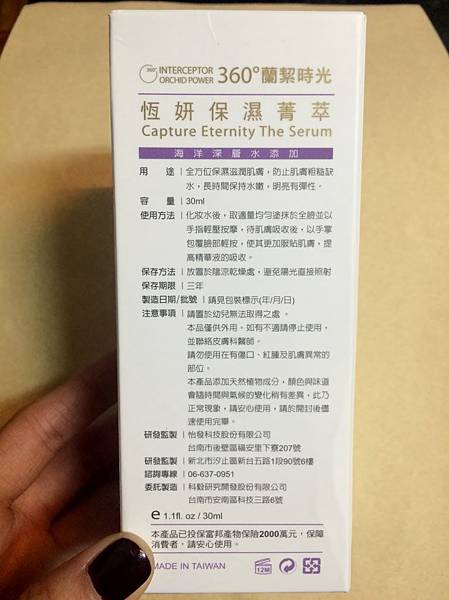 360°
INTERCEPTOR
ORCHID POWER
360°蘭絜時光
恆妍保濕菁萃
Capture Eternity The Serum
海洋深層水添加
用 途｜全方位保濕滋潤肌膚，防止肌膚粗糙缺
水，長時間保持水嫩，明亮有彈性。
容 量｜30ml
使用方法｜化妝水後，取適量均勻塗抹於全臉並以
手指輕壓按摩，待肌膚吸收後，以手掌
包覆臉部輕按，使其更加服貼肌膚，提
高精華液的吸收。
保存方法｜放置於陰涼乾燥處，避免陽光直接照射
保存期限｜三年
製造日期/批號｜請見包裝標示(年/月/日)
注意事項｜請置於幼兒無法取得之處 。
本品僅供外用。如有不適請停止使用，
並聯絡皮膚科醫師。
請勿使用在有傷口、紅腫及肌膚異常的
部位。
本產品添加天然植物成分，顏色與味道
會隨時間與氣候的變化稍有差異。此乃
正常現象，請安心使用，請於開封後儘
速使用完畢。
研發監製｜怡發科技股份有限公司
台南市後壁區福安里下寮207號
研發監製｜新北市汐止區新台五路1段90號6樓
諮詢專線｜06-637-0951
委託製造｜科毅研究開發股份有限公司
台南市安南區科技三路6號
e 1.1fl. oz / 30ml
本產品已投保富邦產物保險2000萬元，保障
消費者，請安心使用。
MADE IN TAIWAN
12M